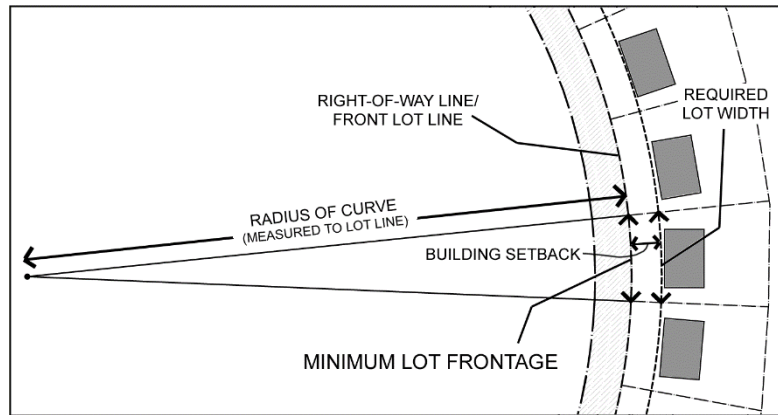 RIGHT-OF-WAY LINE/
FRONT LOT LINE
REQUIRED
LOT WIDTH
RADIUS OF CURVE
(MEASURED TO LOT LINE)
BUILDING SETBACK
MINIMUM LOT FRONTAGE